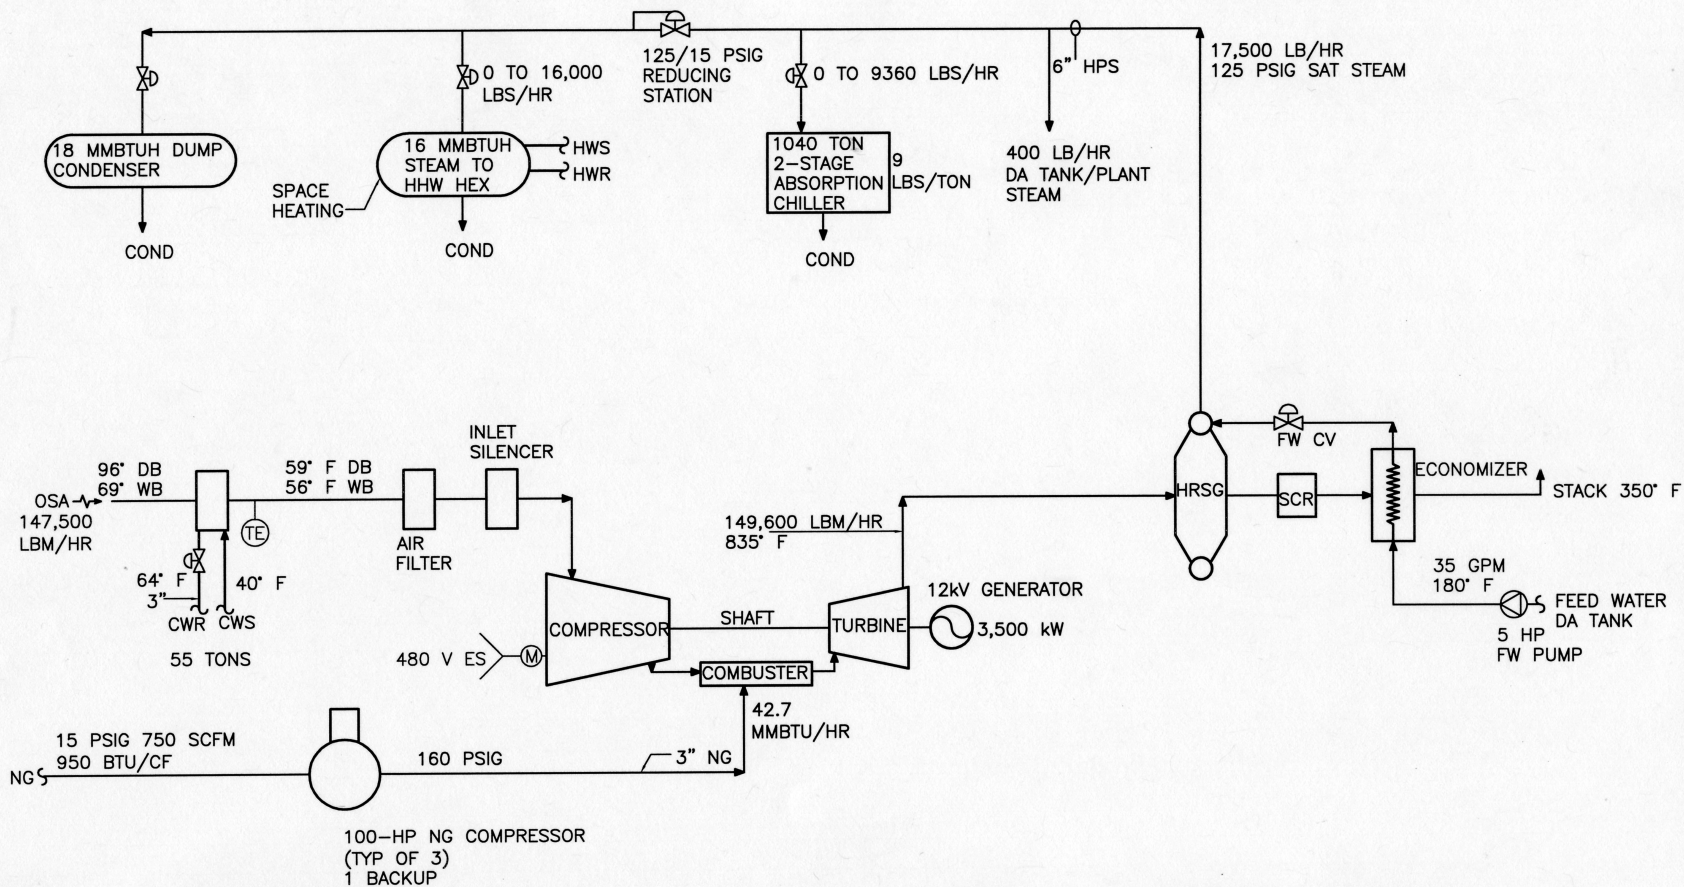 125/15 PSIG
REDUCING
STATION
17,500 LB/HR
125 PSIG SAT STEAM
6" HPS
0 TO 16,000
LBS/HR
0 TO 9360 LBS/HR
18 MMBTUH DUMP
CONDENSER
16 MMBTUH
STEAM TO
HHW HEX
HWS
HWR
SPACE
HEATING
1040 TON
2-STAGE
ABSORPTION
CHILLER
9
LBS/TON
400 LB/HR
DA TANK/PLANT
STEAM
COND
COND
COND
INLET
SILENCER
96° DB
69° WB
59° F DB
56° F WB
OSA
147,500
LBM/HR
TE
AIR
FILTER
64° F
3"
40° F
CWR
CWS
55 TONS
FW CV
ECONOMIZER
HRSG
SCR
STACK 350° F
149,600 LBM/HR
835° F
35 GPM
180° F
FEED WATER
DA TANK
5 HP
FW PUMP
12kV GENERATOR
3,500 kW
COMPRESSOR
SHAFT
TURBINE
480 V ES
M
COMBUSTER
42.7
MMBTU/HR
15 PSIG 750 SCFM
950 BTU/CF
NG
160 PSIG
3" NG
100-HP NG COMPRESSOR
(TYP OF 3)
1 BACKUP